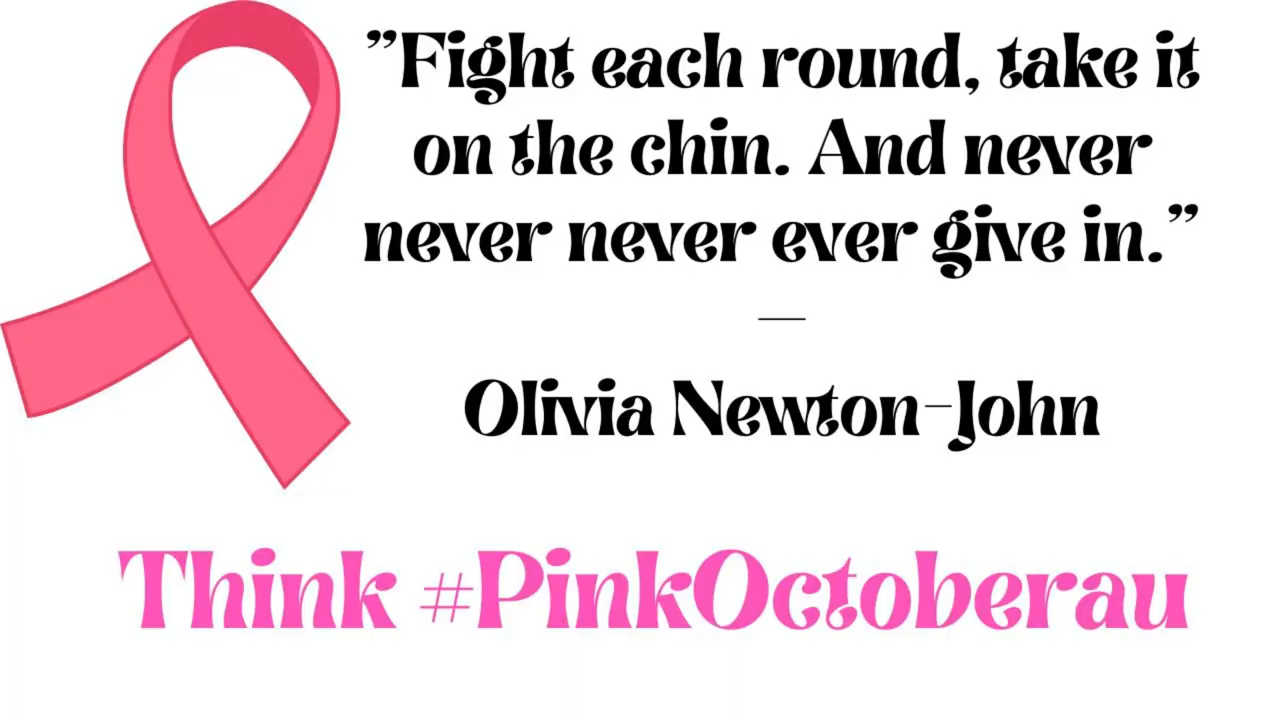 ”Fight each round, take it
on the chin. And never
never never ever give in.”
—
Olivia Newton-John
Think #PinkOctoberau